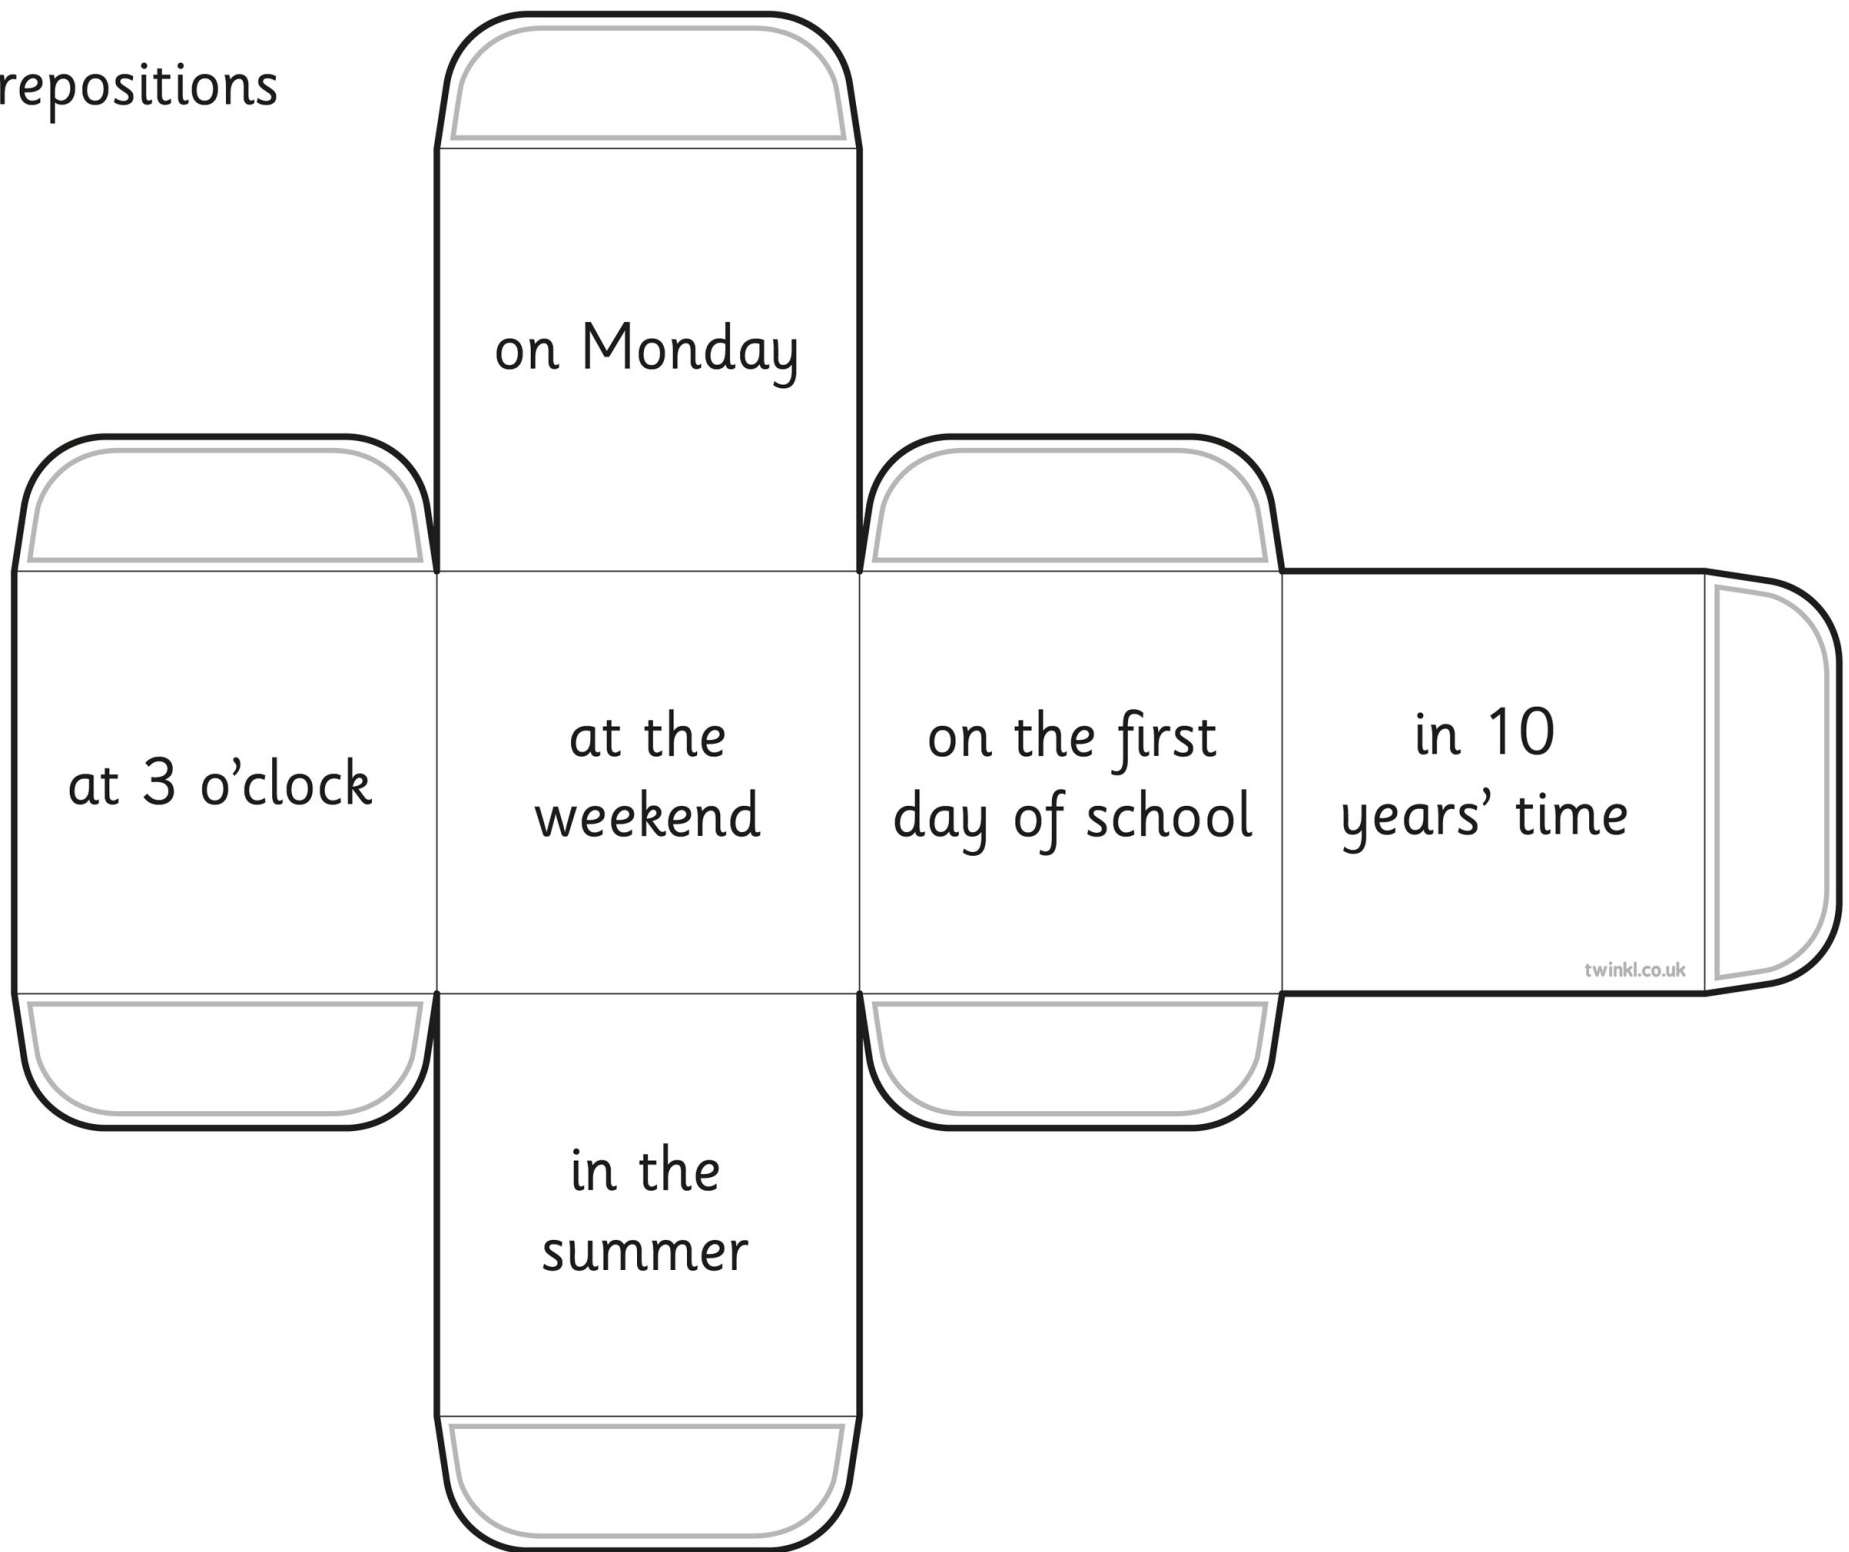 repositions
on Monday
at 3 o’clock
at the
weekend
on the first
day of school
in 10
years’ time
twinkl.co.uk
in the
summer